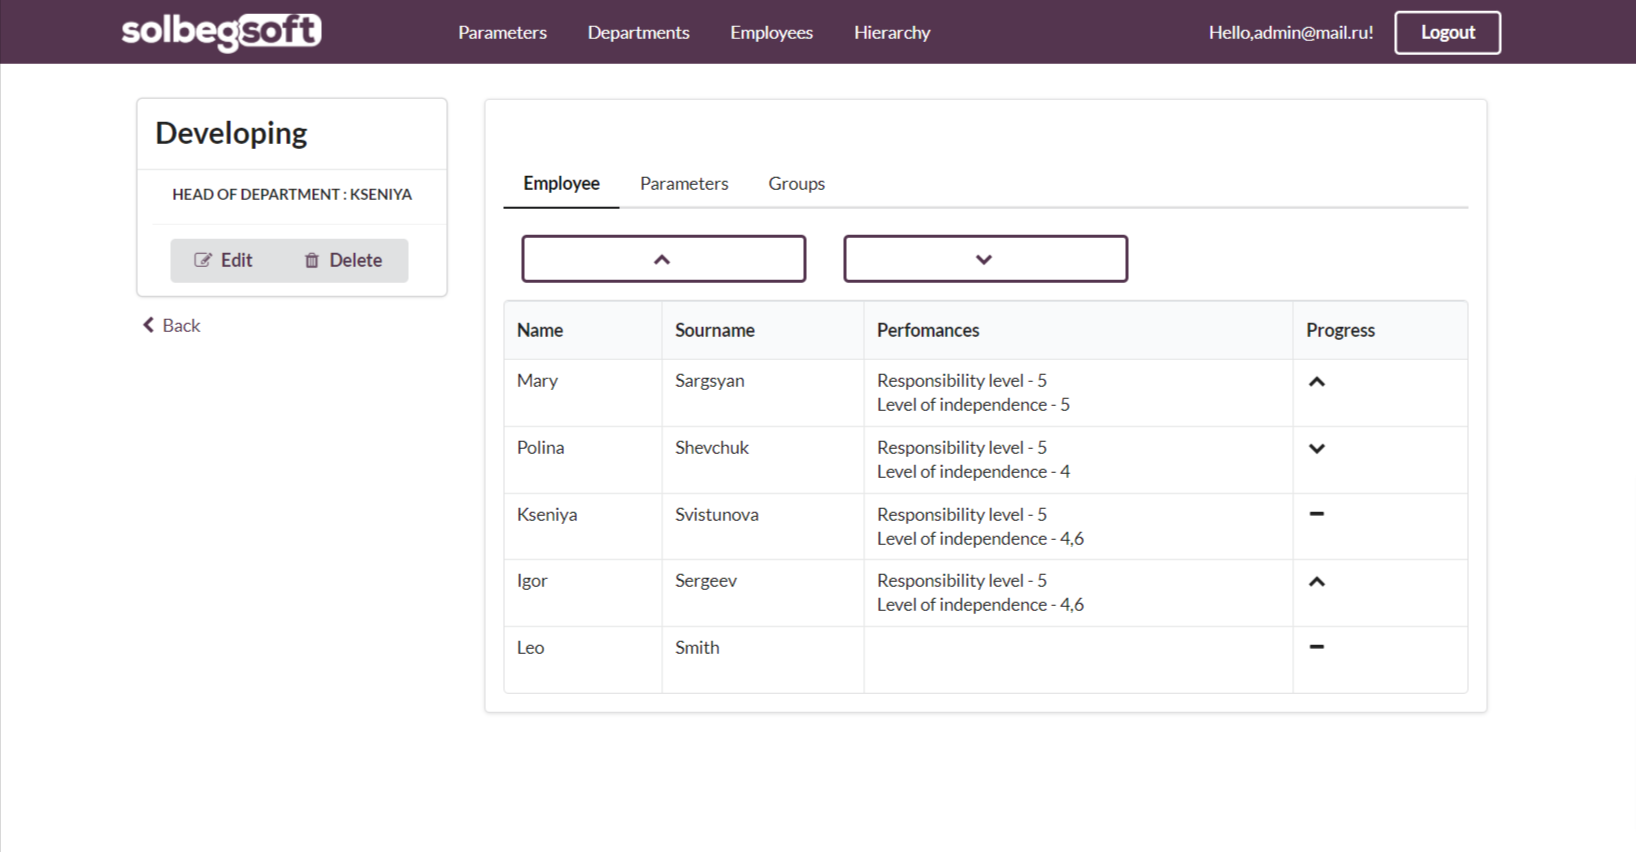 solbegsoft
Parameters Departments Employees Hierarchy Hello,admin@mail.ru! Logout
Developing
HEAD OF DEPARTMENT : KSENIYA
Edit Delete
Back
Employee Parameters Groups
Name Sourname Perfomances Progress
Mary Sargsyan Responsibility level - 5
Level of independence - 5
Polina Shevchuk Responsibility level - 5
Level of independence - 4
Kseniya Svistunova Responsibility level - 5
Level of independence - 4,6
Igor Sergeev Responsibility level - 5
Level of independence - 4,6
Leo Smith